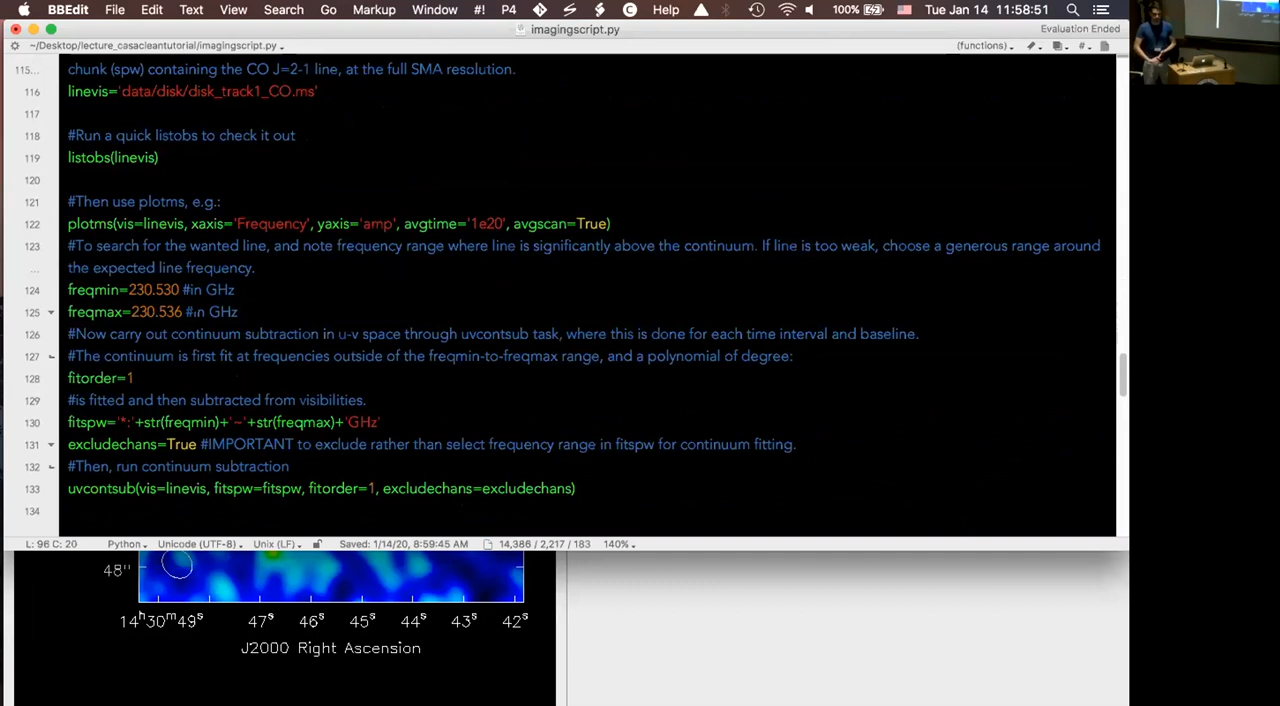 BBEdit File Edit Text View Search Go Markup Window #! P4 Help 100% Tue Jan 14 11:58:51
imagingscript.py
Evaluation Ended
~/Desktop/lecture_casacleantutorial/imagingscript.py
(functions)
115... chunk (spw) containing the CO J=2-1 line, at the full SMA resolution.
116 linevis='data/disk/disk_track1_CO.ms'
117
118 #Run a quick listobs to check it out
119 listobs(linevis)
120
121 #Then use plotms, e.g.:
122 plotms(vis=linevis, xaxis='Frequency', yaxis='amp', avgtime='1e20', avgscan=True)
123 #To search for the wanted line, and note frequency range where line is significantly above the continuum. If line is too weak, choose a generous range around
... the expected line frequency.
124 freqmin=230.530 #in GHz
125 freqmax=230.536 #in GHz
126 #Now carry out continuum subtraction in u-v space through uvcontsub task, where this is done for each time interval and baseline.
127 #The continuum is first fit at frequencies outside of the freqmin-to-freqmax range, and a polynomial of degree:
128 fitorder=1
129 #is fitted and then subtracted from visibilities.
130 fitspw='*:'+str(freqmin)+'~'+str(freqmax)+'GHz'
131 excludechans=True #IMPORTANT to exclude rather than select frequency range in fitspw for continuum fitting.
132 #Then, run continuum subtraction
133 uvcontsub(vis=linevis, fitspw=fitspw, fitorder=1, excludechans=excludechans)
134
L: 96 C: 20 Python Unicode (UTF-8) Unix (LF) Saved: 1/14/20, 8:59:45 AM 14,386 / 2,217 / 183 140%
48"
14h30m49s 47s 46s 45s 44s 43s 42s
J2000 Right Ascension